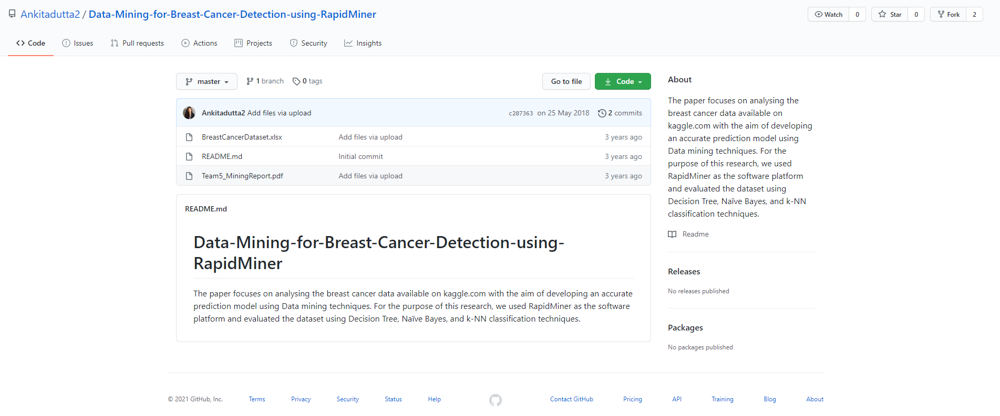 Ankitadutta2 / Data-Mining-for-Breast-Cancer-Detection-using-RapidMiner
Watch 0 Star 0 Fork 2
Code Issues Pull requests Actions Projects Security Insights
master 1 branch 0 tags Go to file Code
Ankitadutta2 Add files via upload c207363 on 25 May 2018 2 commits
BreastCancerDataset.xlsx Add files via upload 3 years ago
README.md Initial commit 3 years ago
Team5_MiningReport.pdf Add files via upload 3 years ago
README.md
Data-Mining-for-Breast-Cancer-Detection-using-
RapidMiner
The paper focuses on analysing the breast cancer data available on kaggle.com with the aim of developing an accurate
prediction model using Data mining techniques. For the purpose of this research, we used RapidMiner as the software
platform and evaluated the dataset using Decision Tree, Naïve Bayes, and k-NN classification techniques.
About
The paper focuses on analysing the
breast cancer data available on
kaggle.com with the aim of developing
an accurate prediction model using
Data mining techniques. For the
purpose of this research, we used
RapidMiner as the software platform
and evaluated the dataset using
Decision Tree, Naïve Bayes, and k-NN
classification techniques.
Readme
Releases
No releases published
Packages
No packages published
© 2021 GitHub, Inc. Terms Privacy Security Status Help Contact GitHub Pricing API Training Blog About